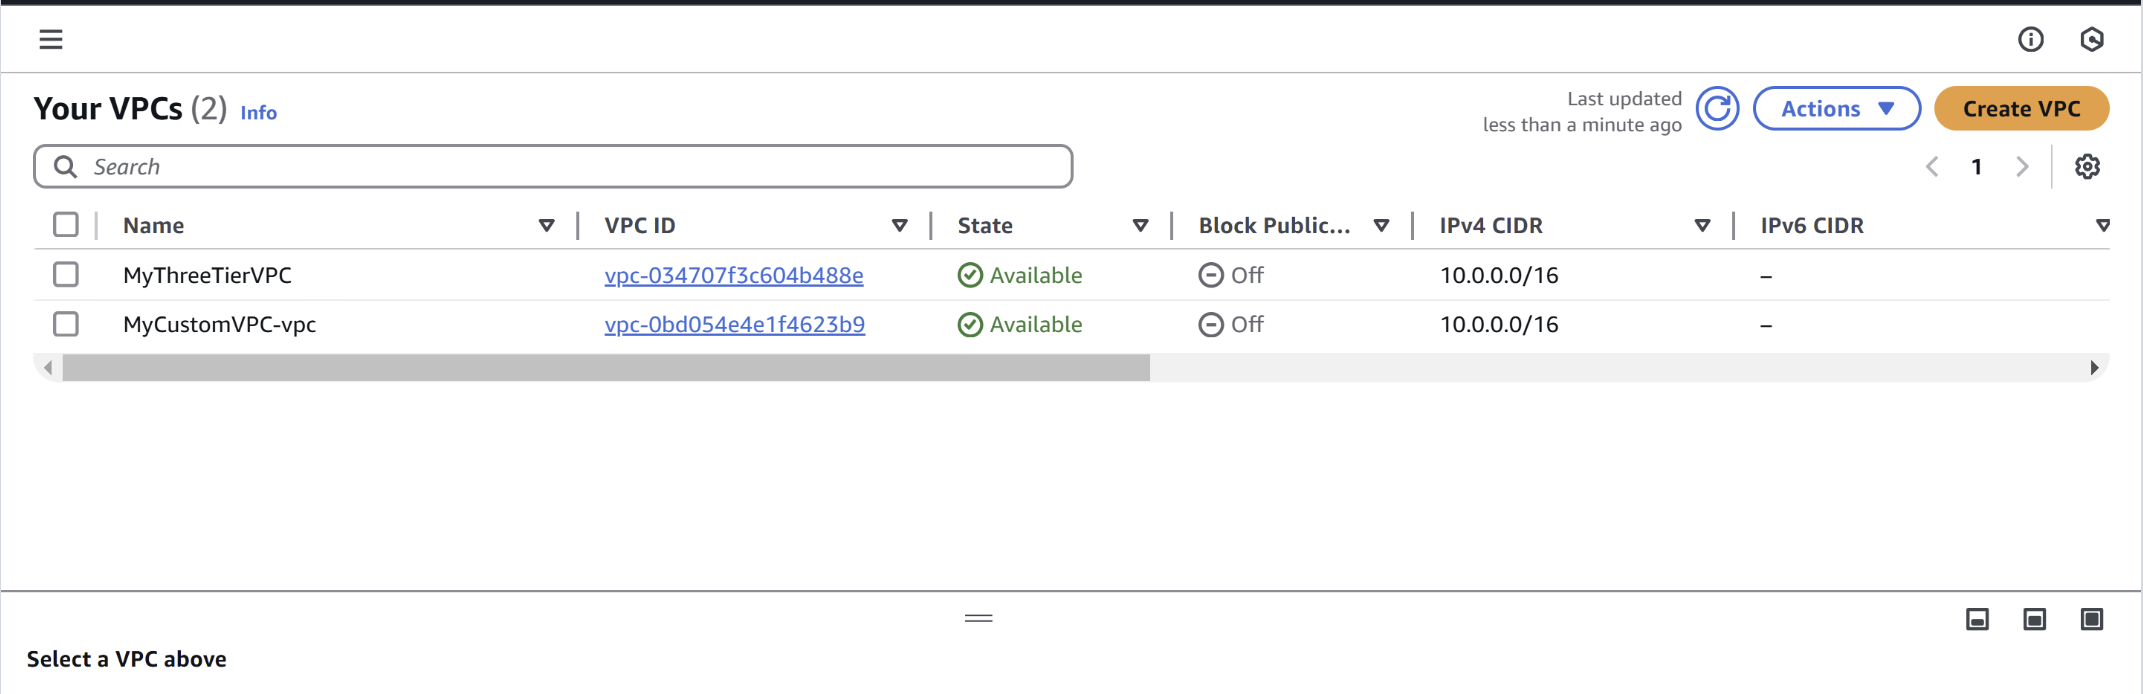 Your VPCs (2) Info
Last updated
less than a minute ago
Actions
Create VPC
Search
1
Name VPC ID State Block Public... IPv4 CIDR IPv6 CIDR
MyThreeTierVPC vpc-034707f3c604b488e Available Off 10.0.0.0/16 –
MyCustomVPC-vpc vpc-0bd054e4e1f4623b9 Available Off 10.0.0.0/16 –
Select a VPC above